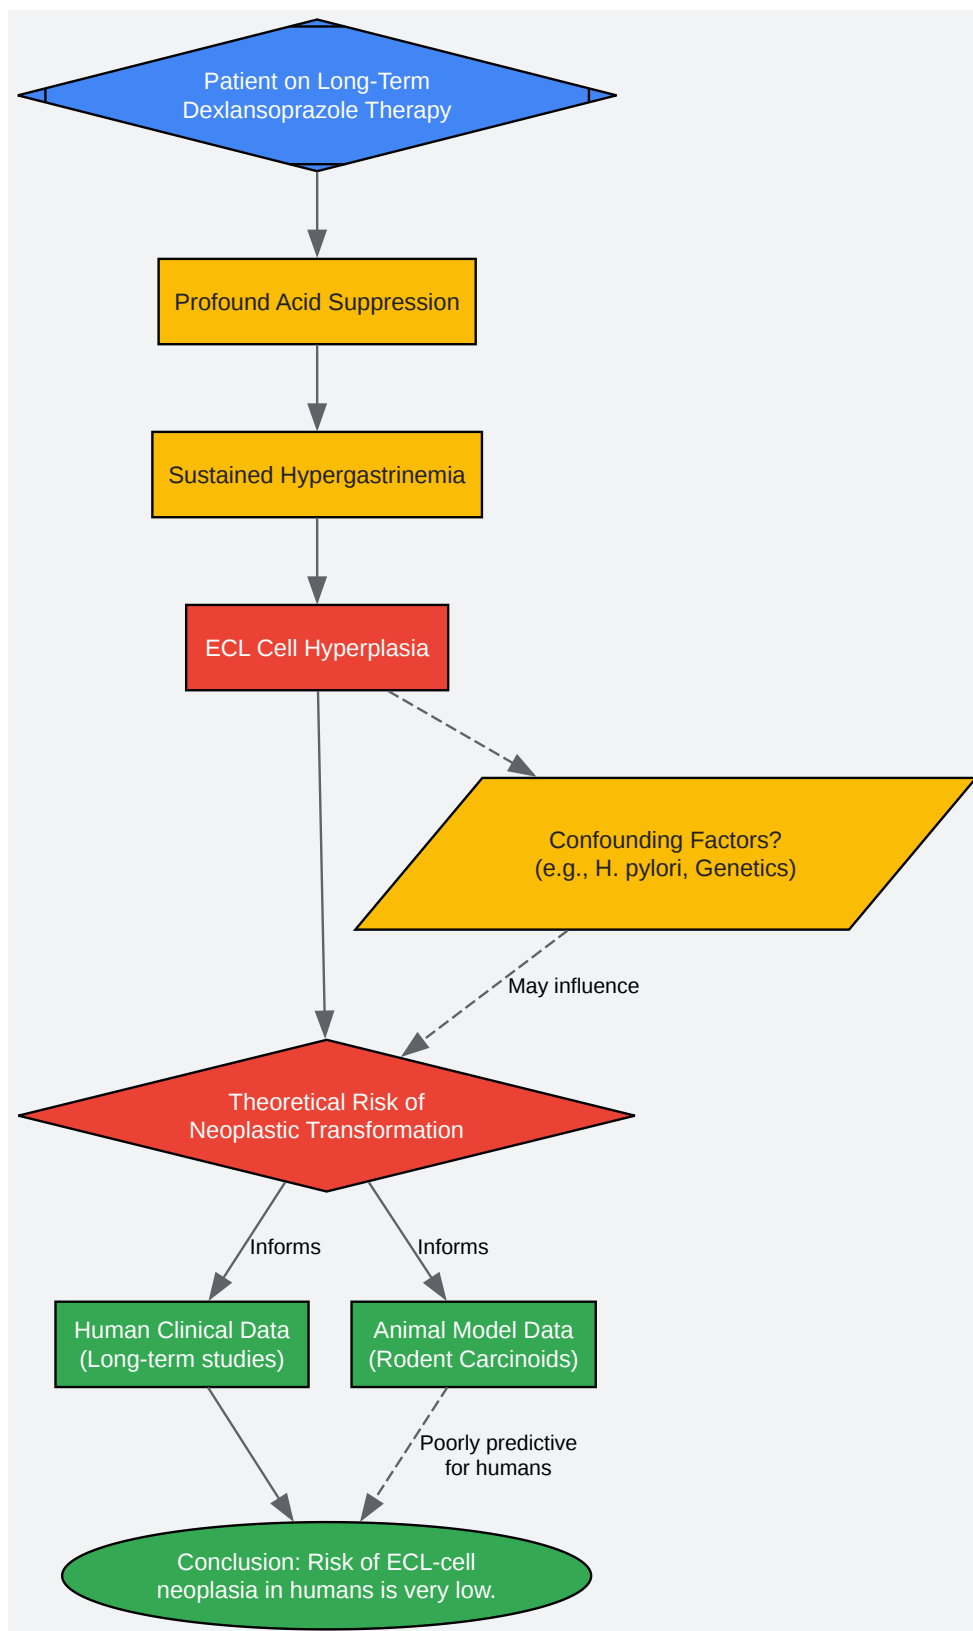 Patient on Long-Term
Dexlansoprazole Therapy
Profound Acid Suppression
Sustained Hypergastrinemia
ECL Cell Hyperplasia
Confounding Factors?
(e.g., H. pylori, Genetics)
May influence
Theoretical Risk of
Neoplastic Transformation
Informs
Informs
Human Clinical Data
(Long-term studies)
Animal Model Data
(Rodent Carcinoids)
Poorly predictive
for humans
Conclusion: Risk of ECL-cell
neoplasia in humans is very low.